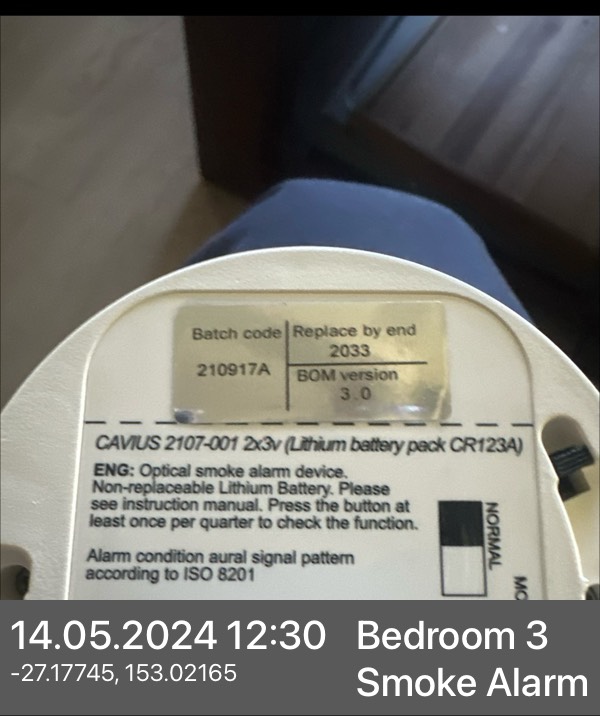 Batch code
210917A
Replace by end
2033
BOM version
3.0
CAVIUS 2107-001 2x3v (Lithium battery pack CR123A)
ENG: Optical smoke alarm device.
Non-replaceable Lithium Battery. Please
see instruction manual. Press the button at
least once per quarter to check the function.
Alarm condition aural signal pattern
according to ISO 8201
NORMAL
14.05.2024 12:30
-27.17745, 153.02165
Bedroom 3
Smoke Alarm